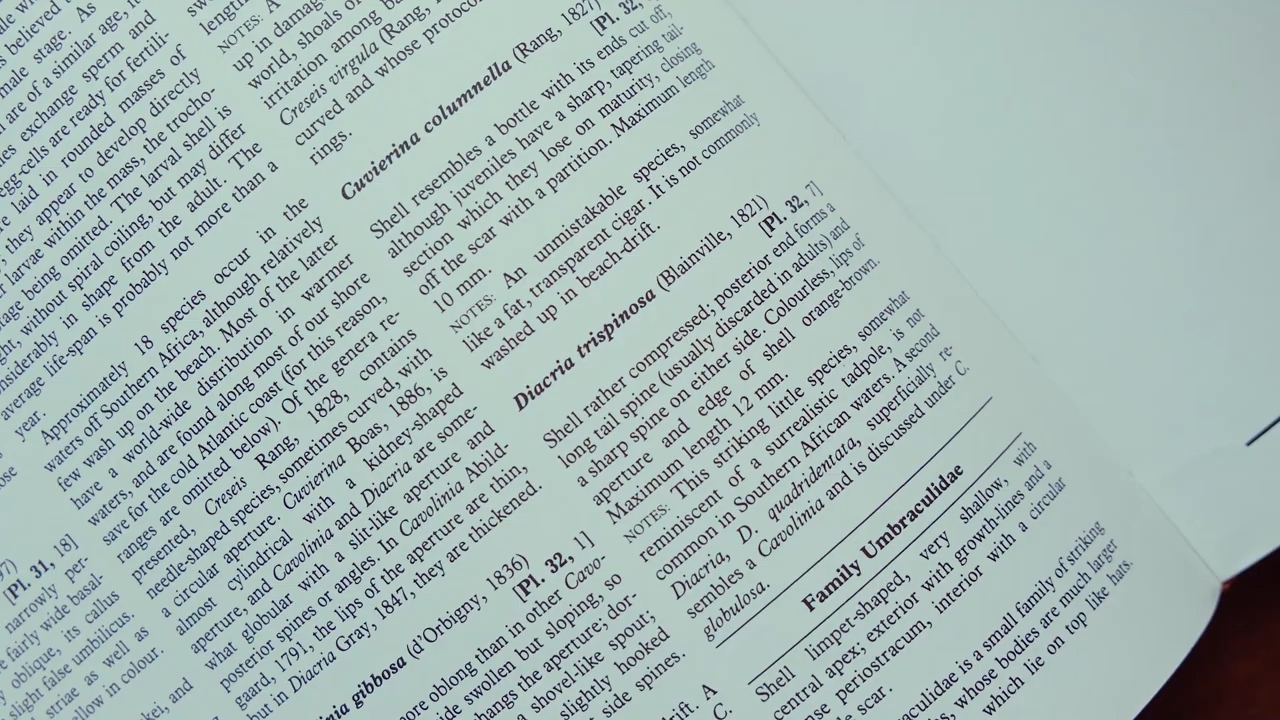 [Pl. 31, 18]
narrowly per-
fairly wide basal-
oblique, its callus
slight false umbilicus,
striae as well as
in colour.
and
believed
male stage. As
are of a similar age,
exchange sperm and
egg-cells are ready for fertili-
laid in rounded masses of
they appear to develop directly
larvae within the mass, the trocho-
stage being omitted. The larval shell is
without spiral coiling, but may differ
considerably in shape from the adult. The
average life-span is probably not more than a
year.
Approximately 18 species occur in the
waters off Southern Africa, although relatively
few wash up on the beach. Most of the latter
have a world-wide distribution in warmer
waters, and are found along most of our shore
save for the cold Atlantic coast (for this reason,
ranges are omitted below). Of the genera re-
presented, Creseis Rang, 1828, contains
needle-shaped species, sometimes curved, with
a circular aperture. Cuvierina Boas, 1886, is
almost cylindrical with a kidney-shaped
aperture, and Cavolinia and Diacria are some-
what globular with a slit-like aperture and
posterior spines or angles. In Cavolinia Abild-
gaard, 1791, the lips of the aperture are thin,
but in Diacria Gray, 1847, they are thickened.
gibbosa (d'Orbigny, 1836)
[Pl. 32, 1]
more oblong than in other Cavo-
swollen but sloping, so
the aperture; dor-
a shovel-like spout;
slightly hooked
side spines.
A
C.
length
NOTES: A
up in damag
world, shoals of
irritation among
Creseis virgula (Rang,
curved and whose
rings.
Cuvierina columnella (Rang, 1827)
[Pl. 32,
Shell resembles a bottle with its ends cut off,
although juveniles have a sharp, tapering tail-
section which they lose on maturity, closing
off the scar with a partition. Maximum length
10 mm.
NOTES: An unmistakable species, somewhat
like a fat, transparent cigar. It is not commonly
washed up in beach-drift.
Diacria trispinosa (Blainville, 1821)
[Pl. 32, 7]
Shell rather compressed; posterior end forms a
long tail spine (usually discarded in adults) and
a sharp spine on either side. Colourless, lips of
aperture and edge of shell orange-brown.
Maximum length 12 mm.
NOTES: This striking little species, somewhat
reminiscent of a surrealistic tadpole, is not
common in Southern African waters. A second
Diacria, D. quadridentata, superficially re-
sembles a Cavolinia and is discussed under C.
globulosa.
Family Umbraculidae
Shell limpet-shaped, very shallow, with
central apex; exterior with growth-lines and a
periostracum, interior with a circular
scar.
is a small family of striking
whose bodies are much larger
which lie on top like hats.